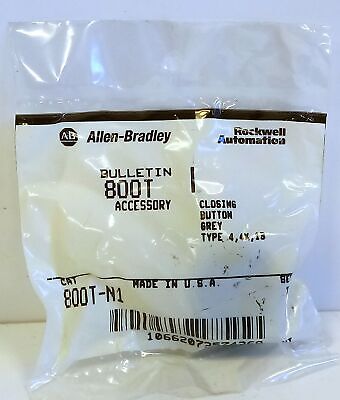 AB Allen-Bradley
Rockwell Automation
BULLETIN
800T
ACCESSORY
CLOSING
BUTTON
GREY
TYPE 4,4X,13
CAT
800T-N1
MADE IN U.S.A.